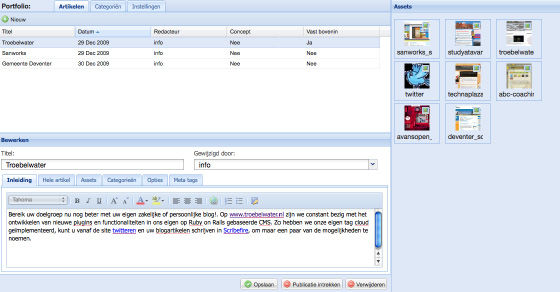 Portfolio: Artikelen Categoriën Instellingen
Nieuw
Titel Datum Redacteur Concept Vast bovenin
Troebelwater 29 Dec 2009 info Nee Ja
Sanworks 29 Dec 2009 info Nee Nee
Gemeente Deventer 30 Dec 2009 info Nee Nee
Bewerken
Titel: Gewijzigd door:
Troebelwater info
Inleiding Hele artikel Assets Categorieën Opties Meta tags
Tahoma B I U A A A
Bereik uw doelgroep nu nog beter met uw eigen zakelijke of persoonlijke blog!. Op www.troebelwater.nl zijn we constant bezig met het
ontwikkelen van nieuwe plugins en functionaliteiten in ons eigen op Ruby on Rails gebaseerde CMS. Zo hebben we onze eigen tag cloud
geimplementeerd, kunt u vanaf de site twitteren en uw blogartikelen schrijven in Scribefire, om maar een paar van de mogelijkheden te
noemen.
Opslaan Publicatie intrekken Verwijderen
Assets
sanworks_s studyatavar troebelwate
twitter technaplaza abc-coachin
avansopen_ deventer_sc